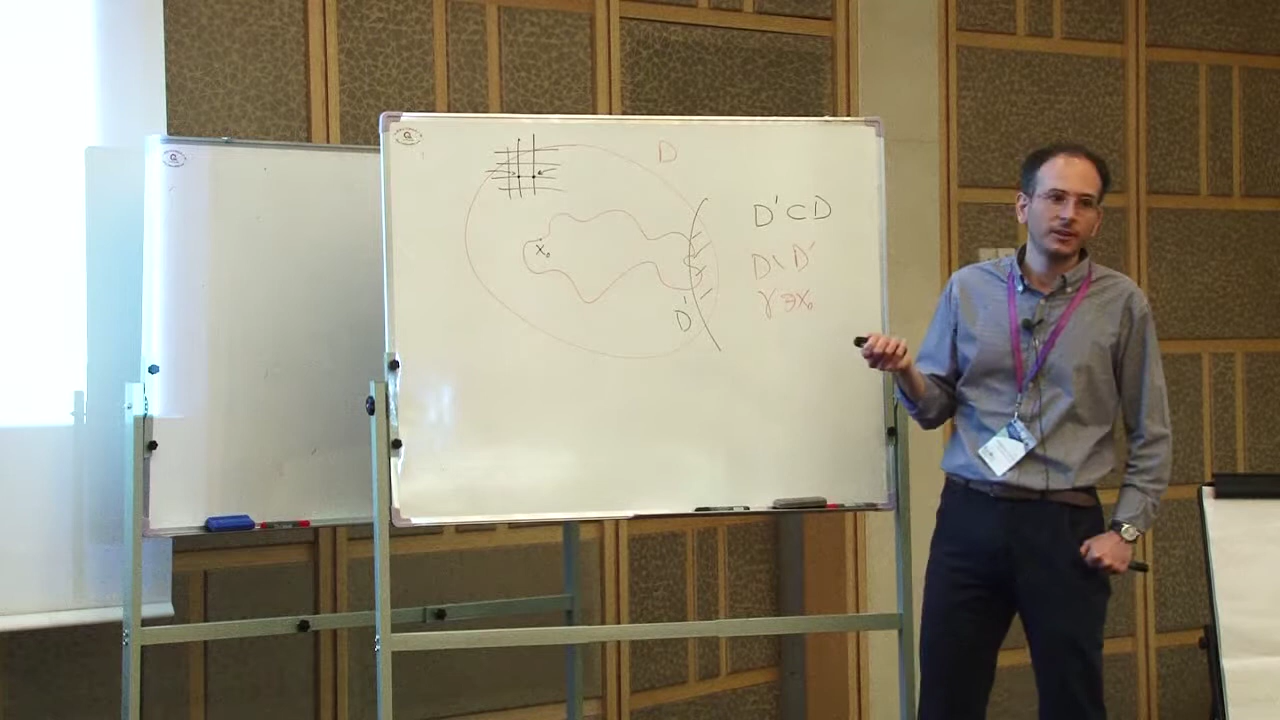 D
D' ⊂ D
D \ D'
γ ∋ x₀
x₀
D'